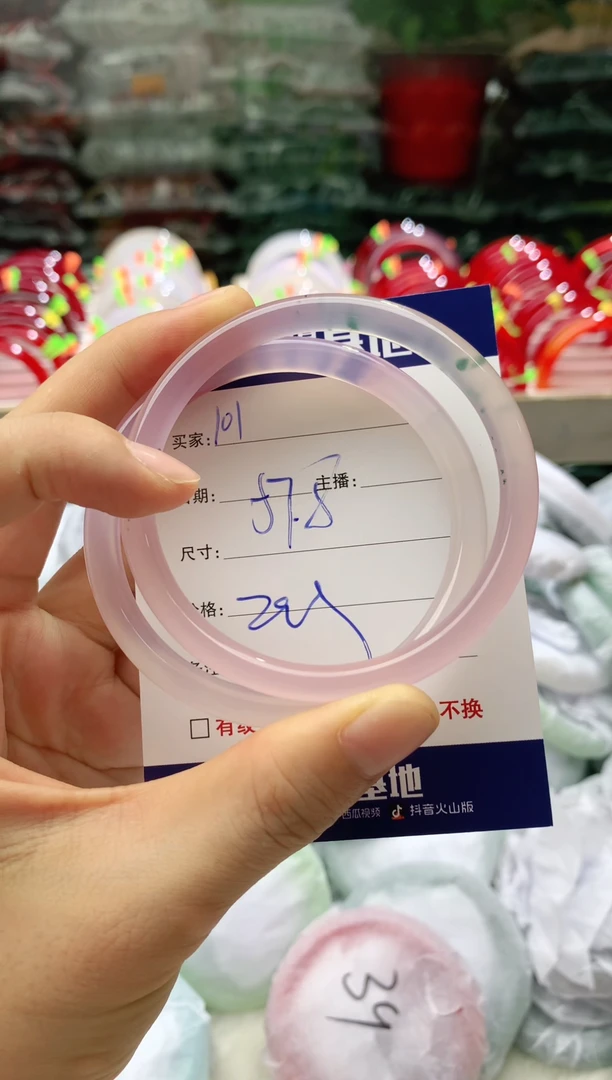 买家: 101
期: 主播:
57.8
尺寸:
格:
有纹 不换
基地
西瓜视频 抖音火山版
39